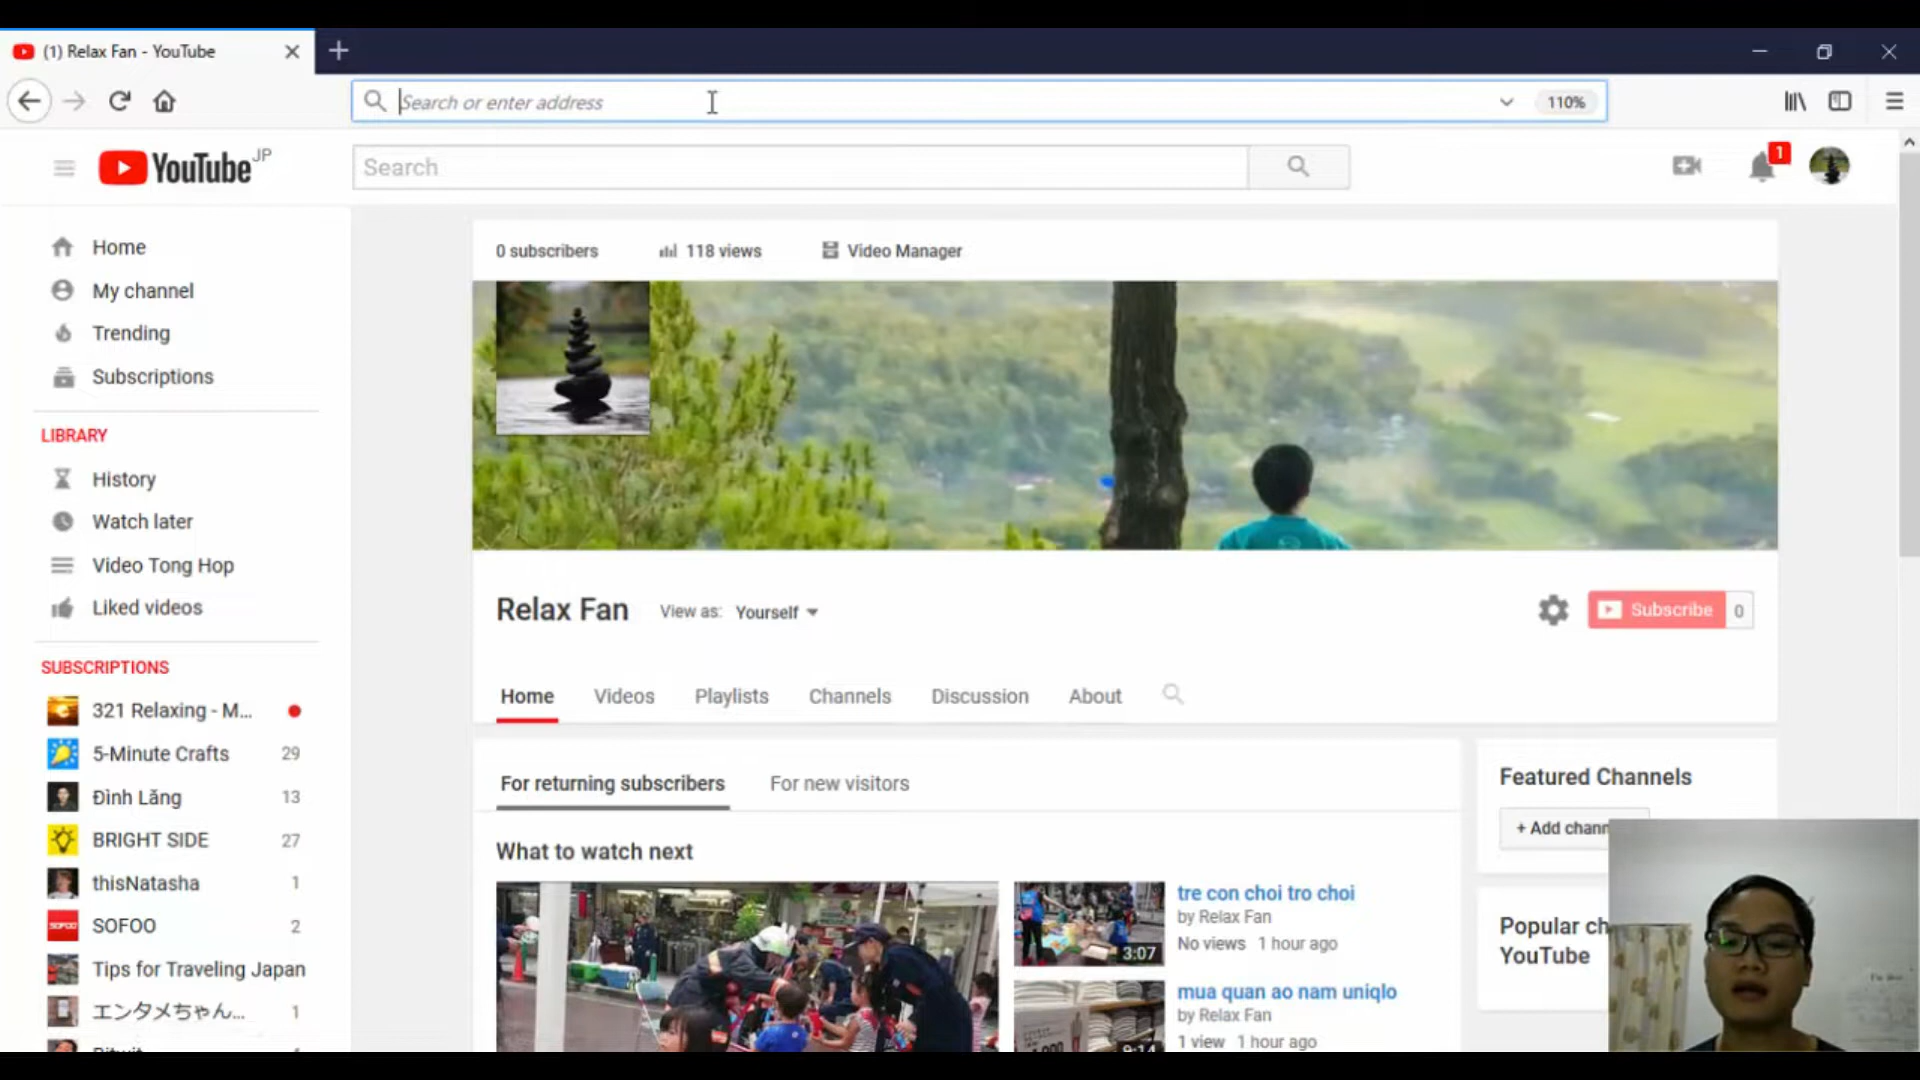 (1) Relax Fan - YouTube
Search or enter address
110%
YouTube JP
Search
1
Home
My channel
Trending
Subscriptions
LIBRARY
History
Watch later
Video Tong Hop
Liked videos
SUBSCRIPTIONS
321 Relaxing - M...
5-Minute Crafts 29
Đình Lăng 13
BRIGHT SIDE 27
thisNatasha 1
SOFOO 2
Tips for Traveling Japan
エンタメちゃん... 1
0 subscribers 118 views Video Manager
Relax Fan View as: Yourself
Subscribe 0
Home Videos Playlists Channels Discussion About
For returning subscribers For new visitors
What to watch next
3:07
tre con choi tro choi
by Relax Fan
No views 1 hour ago
9:14
mua quan ao nam uniqlo
by Relax Fan
1 view 1 hour ago
Featured Channels
+ Add chann
Popular ch
YouTube